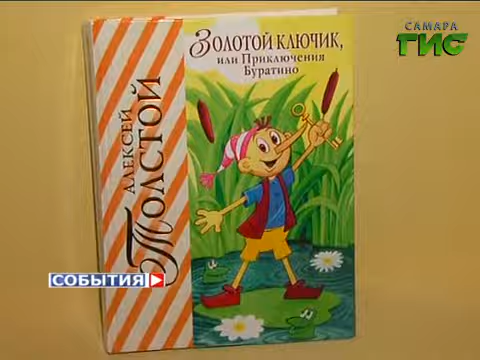 САМАРА
ГИС
ЗОЛОТОЙ КЛЮЧИК,
или Приключения
Буратино
АЛЕКСЕЙ
ТОЛСТОЙ
СОБЫТИЯ